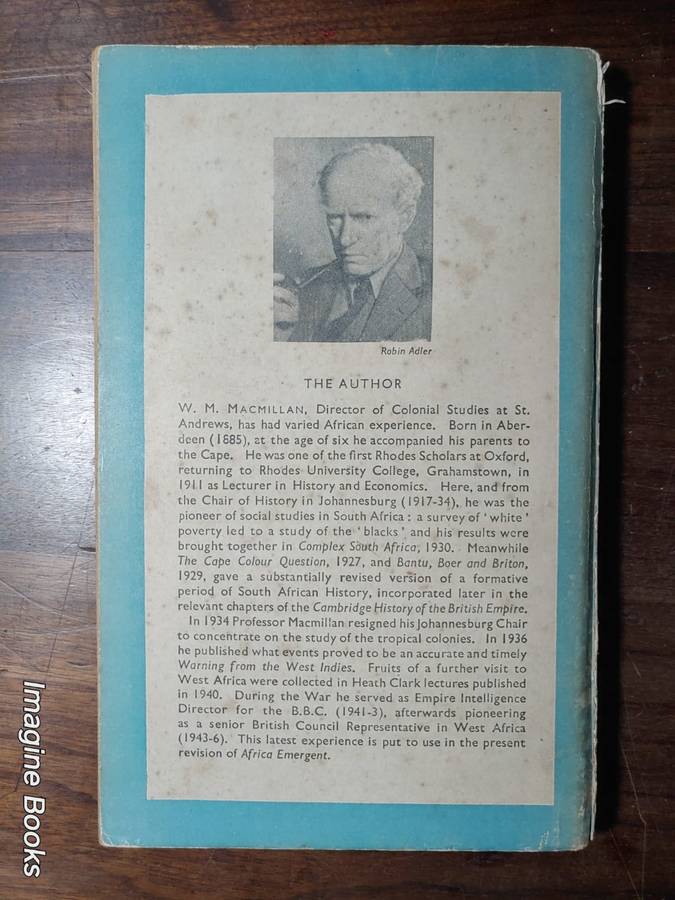 Robin Adler
THE AUTHOR
W. M. MACMILLAN, Director of Colonial Studies at St.
Andrews, has had varied African experience. Born in Aber-
deen (1885), at the age of six he accompanied his parents to
the Cape. He was one of the first Rhodes Scholars at Oxford,
returning to Rhodes University College, Grahamstown, in
1911 as Lecturer in History and Economics. Here, and from
the Chair of History in Johannesburg (1917-34), he was the
pioneer of social studies in South Africa : a survey of 'white'
poverty led to a study of the 'blacks' and his results were
brought together in Complex South Africa, 1930. Meanwhile
The Cape Colour Question, 1927, and Bantu, Boer and Briton,
1929, gave a substantially revised version of a formative
period of South African History, incorporated later in the
relevant chapters of the Cambridge History of the British Empire.
In 1934 Professor Macmillan resigned his Johannesburg Chair
to concentrate on the study of the tropical colonies. In 1936
he published what events proved to be an accurate and timely
Warning from the West Indies. Fruits of a further visit to
West Africa were collected in Heath Clark lectures published
in 1940. During the War he served as Empire Intelligence
Director for the B.B.C. (1941-3), afterwards pioneering
as a senior British Council Representative in West Africa
(1943-6). This latest experience is put to use in the present
revision of Africa Emergent.
Imagine Books